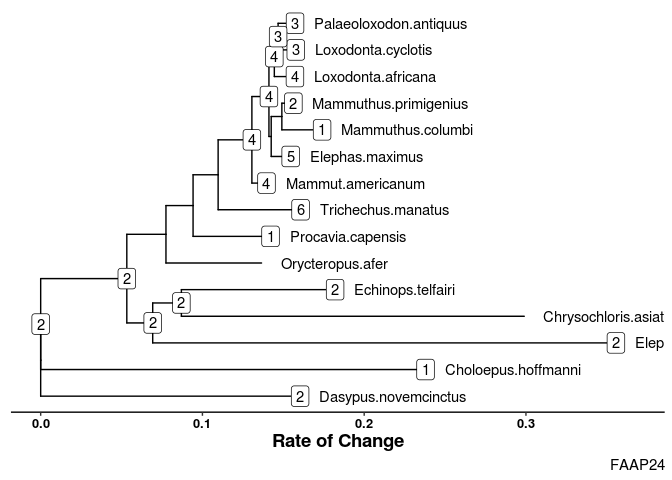 3 Palaeoloxodon.antiquus
3
3 Loxodonta.cyclotis
4
4 Loxodonta.africana
4
2 Mammuthus.primigenius
1 Mammuthus.columbi
4
5 Elephas.maximus
4 Mammut.americanum
6 Trichechus.manatus
1 Procavia.capensis
Orycteropus.afer
2
2 Echinops.telfairi
2
Chrysochloris.asiat
2
2
2 Elep
1 Choloepus.hoffmanni
2 Dasypus.novemcinctus
0.0 0.1 0.2 0.3
Rate of Change
FAAP24